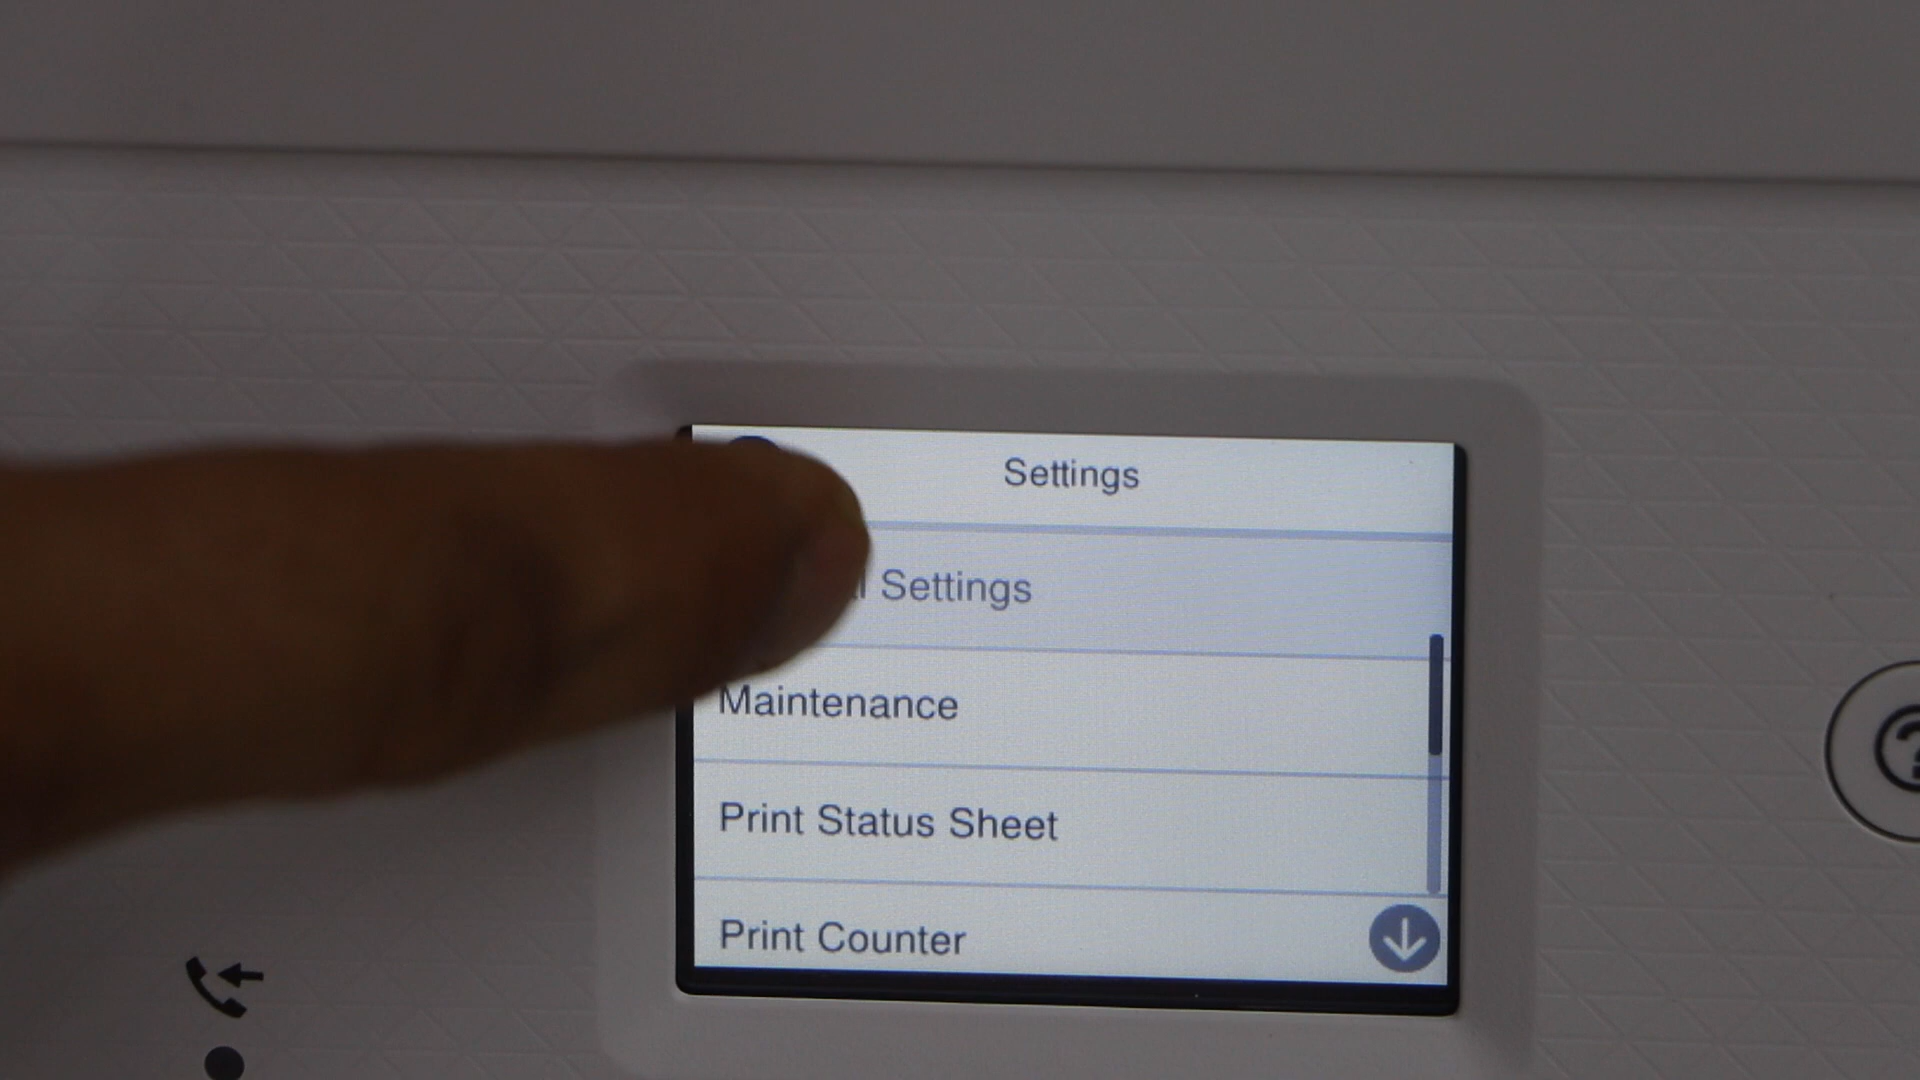 Settings
Settings
Maintenance
Print Status Sheet
Print Counter